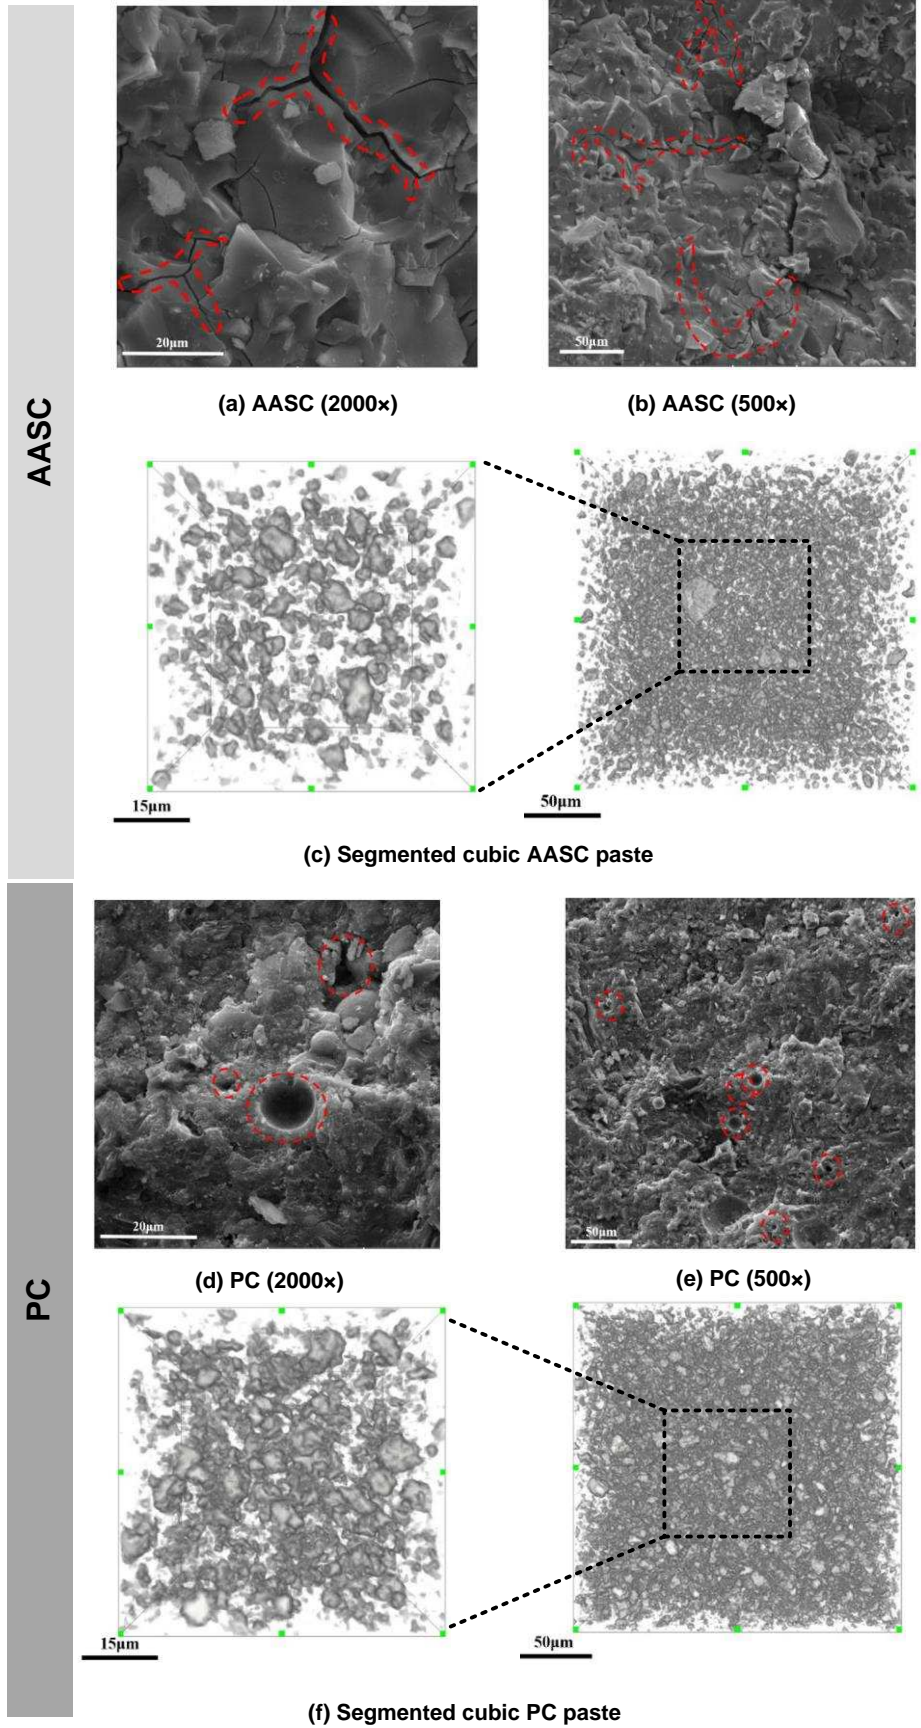 AASC
20μm
50μm
(a) AASC (2000×)
(b) AASC (500×)
15μm
50μm
(c) Segmented cubic AASC paste
PC
20μm
50μm
(d) PC (2000×)
(e) PC (500×)
15μm
50μm
(f) Segmented cubic PC paste